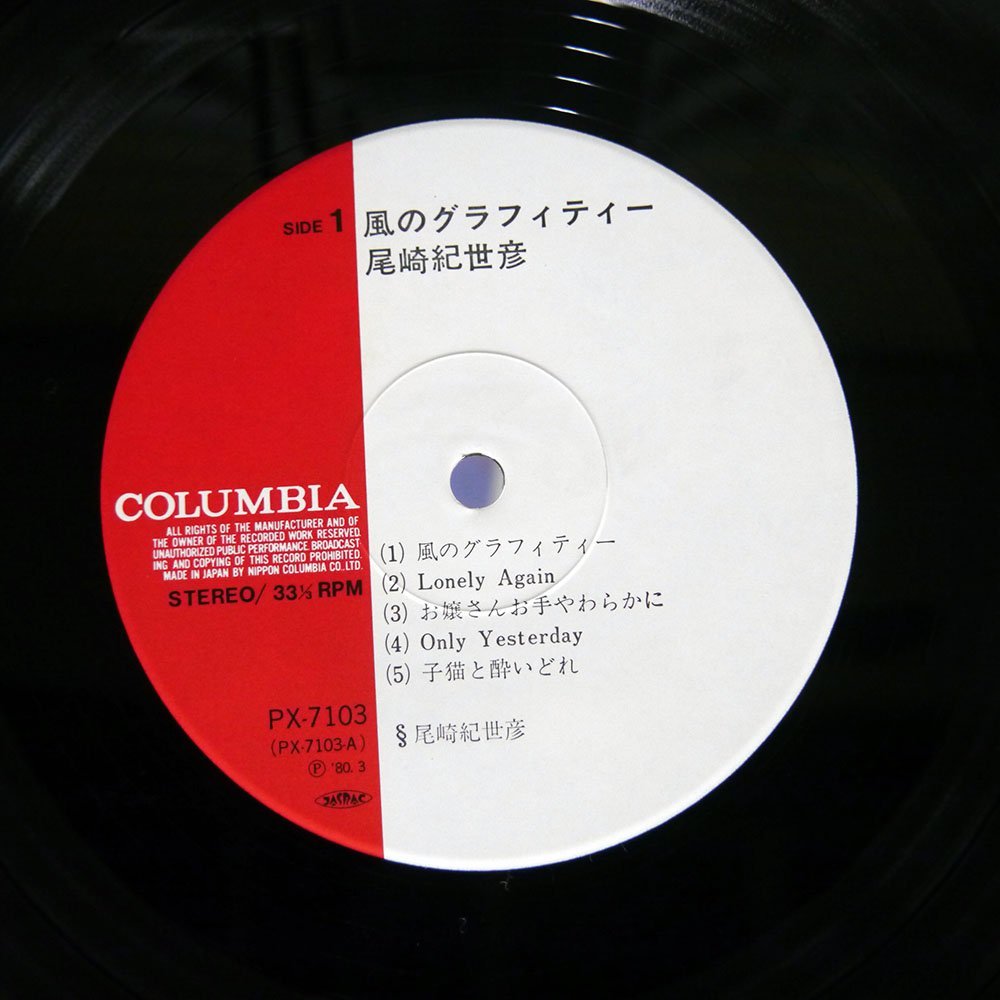 SIDE 1 風のグラフィティー
尾崎紀世彦
COLUMBIA
ALL RIGHTS OF THE MANUFACTURER AND OF
THE OWNER OF THE RECORDED WORK RESERVED.
UNAUTHORIZED PUBLIC PERFORMANCE. BROADCAST
ING AND COPYING OF THIS RECORD PROHIBITED.
MADE IN JAPAN BY NIPPON COLUMBIA CO.,LTD.
STEREO/ 33⅓ RPM
(1) 風のグラフィティー
(2) Lonely Again
(3) お嬢さんお手やわらかに
(4) Only Yesterday
(5) 子猫と酔いどれ
§ 尾崎紀世彦
PX-7103
(PX-7103-A)
Ⓟ '80. 3
JASRAC